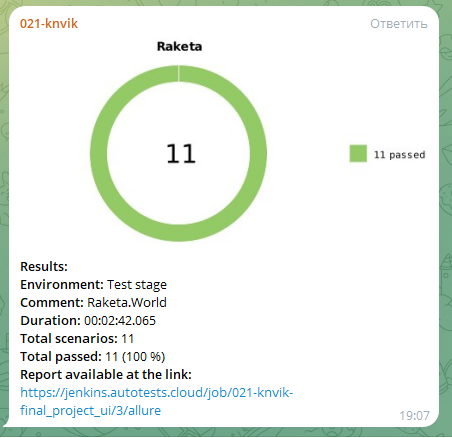 021-knvik
Ответить
Raketa
11
11 passed
Results:
Environment: Test stage
Comment: Raketa.World
Duration: 00:02:42.065
Total scenarios: 11
Total passed: 11 (100 %)
Report available at the link:
https://jenkins.autotests.cloud/job/021-knvik-
final_project_ui/3/allure
19:07